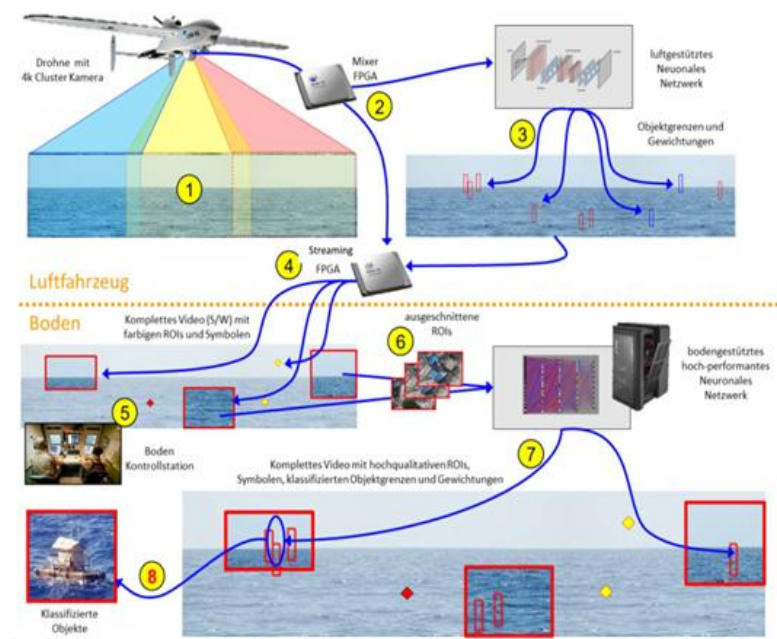 Drohne mit
4k Cluster Kamera
Mixer
FPGA
2
luftgestütztes
Neuonales
Netzwerk
3
Objektgrenzen und
Gewichtungen
1
4
Streaming
FPGA
Luftfahrzeug
Boden
Komplettes Video (S/W) mit
farbigen ROIs und Symbolen
6
ausgeschnittene
ROIs
bodengestütztes
hoch-performantes
Neuronales
Netzwerk
5
Boden
Kontrollstation
7
Komplettes Video mit hochqualitativen ROIs,
Symbolen, klassifizierten Objektgrenzen und Gewichtungen
8
Klassifizierte
Objekte